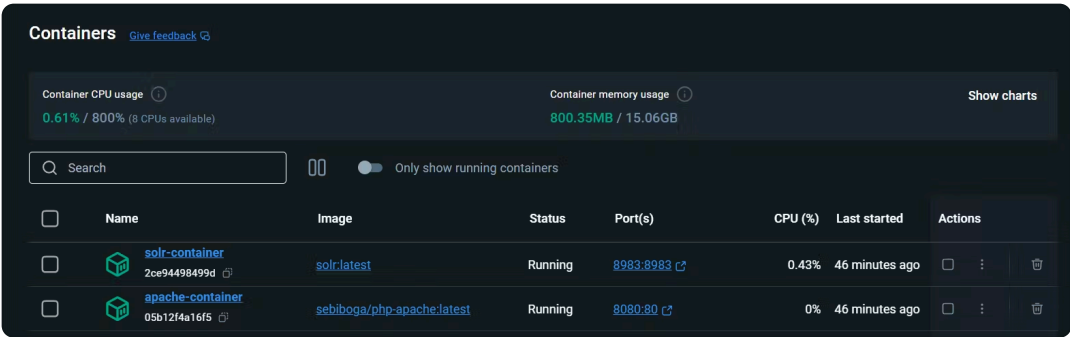 Containers Give feedback
Container CPU usage
0.61% / 800% (8 CPUs available)
Container memory usage
800.35MB / 15.06GB
Show charts
Search
Only show running containers
Name Image Status Port(s) CPU (%) Last started Actions
solr-container
2ce94498499d
solr:latest Running 8983:8983 0.43% 46 minutes ago
apache-container
05b12f4a16f5
sebiboga/php-apache:latest Running 8080:80 0% 46 minutes ago